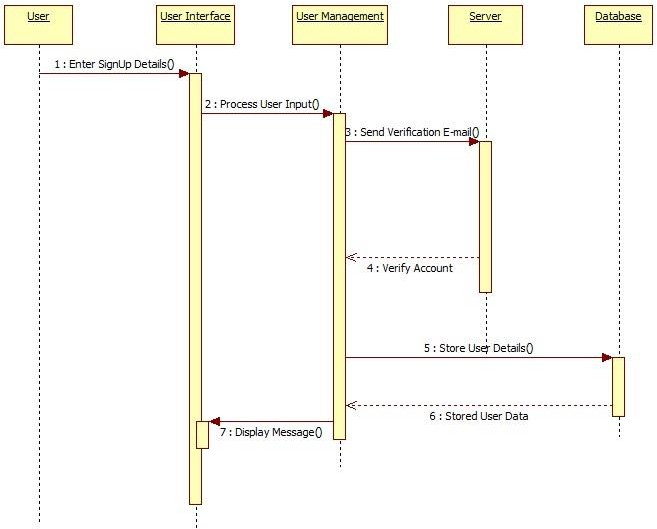 User
User Interface
User Management
Server
Database
1 : Enter SignUp Details()
2 : Process User Input()
3 : Send Verification E-mail()
4 : Verify Account
5 : Store User Details()
6 : Stored User Data
7 : Display Message()